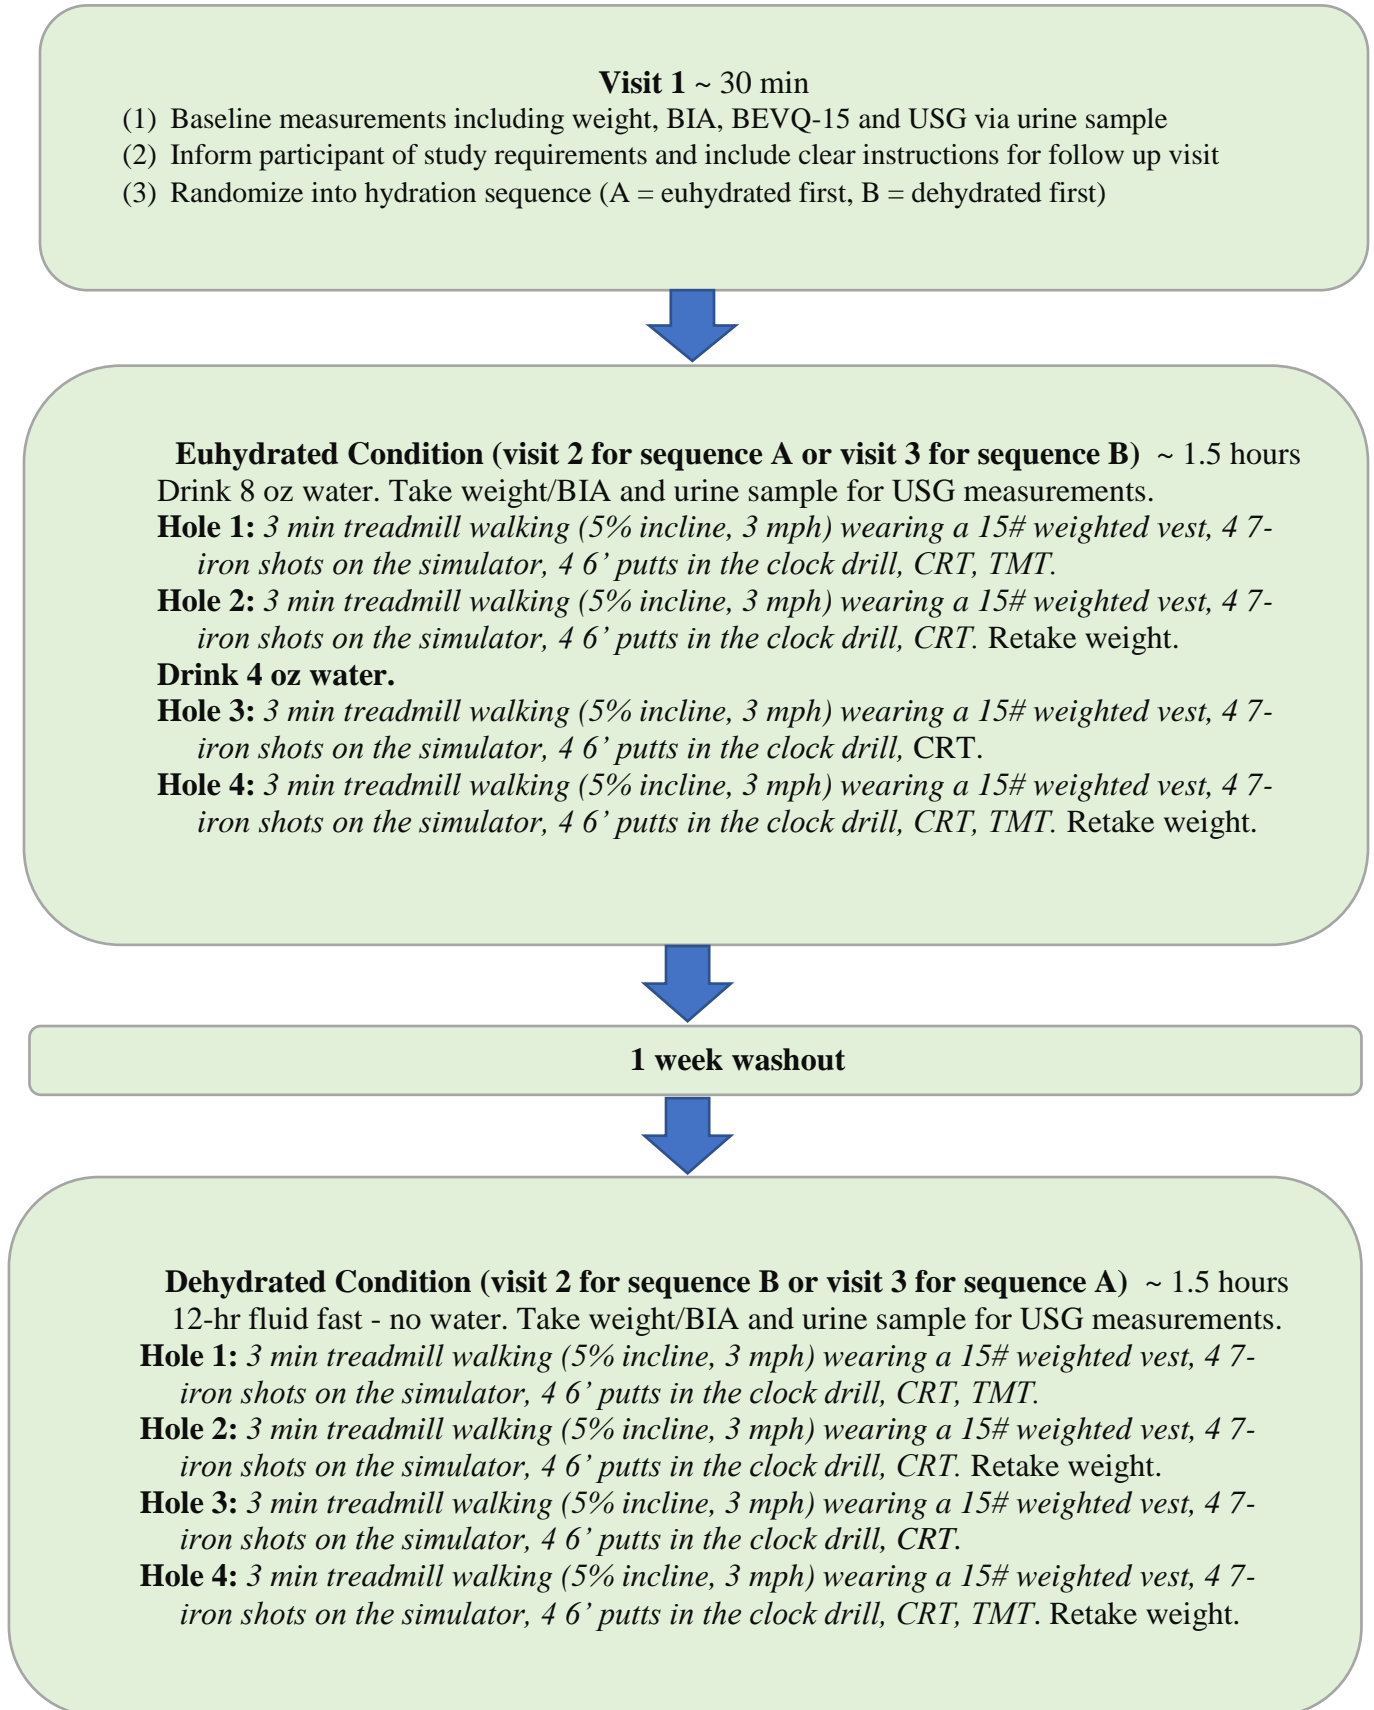 Visit 1 ~ 30 min
(1) Baseline measurements including weight, BIA, BEVQ-15 and USG via urine sample
(2) Inform participant of study requirements and include clear instructions for follow up visit
(3) Randomize into hydration sequence (A = euhydrated first, B = dehydrated first)
Euhydrated Condition (visit 2 for sequence A or visit 3 for sequence B) ~ 1.5 hours
Drink 8 oz water. Take weight/BIA and urine sample for USG measurements.
Hole 1: 3 min treadmill walking (5% incline, 3 mph) wearing a 15# weighted vest, 4 7-
iron shots on the simulator, 4 6’ putts in the clock drill, CRT, TMT.
Hole 2: 3 min treadmill walking (5% incline, 3 mph) wearing a 15# weighted vest, 4 7-
iron shots on the simulator, 4 6’ putts in the clock drill, CRT. Retake weight.
Drink 4 oz water.
Hole 3: 3 min treadmill walking (5% incline, 3 mph) wearing a 15# weighted vest, 4 7-
iron shots on the simulator, 4 6’ putts in the clock drill, CRT.
Hole 4: 3 min treadmill walking (5% incline, 3 mph) wearing a 15# weighted vest, 4 7-
iron shots on the simulator, 4 6’ putts in the clock drill, CRT, TMT. Retake weight.
1 week washout
Dehydrated Condition (visit 2 for sequence B or visit 3 for sequence A) ~ 1.5 hours
12-hr fluid fast - no water. Take weight/BIA and urine sample for USG measurements.
Hole 1: 3 min treadmill walking (5% incline, 3 mph) wearing a 15# weighted vest, 4 7-
iron shots on the simulator, 4 6’ putts in the clock drill, CRT, TMT.
Hole 2: 3 min treadmill walking (5% incline, 3 mph) wearing a 15# weighted vest, 4 7-
iron shots on the simulator, 4 6’ putts in the clock drill, CRT. Retake weight.
Hole 3: 3 min treadmill walking (5% incline, 3 mph) wearing a 15# weighted vest, 4 7-
iron shots on the simulator, 4 6’ putts in the clock drill, CRT.
Hole 4: 3 min treadmill walking (5% incline, 3 mph) wearing a 15# weighted vest, 4 7-
iron shots on the simulator, 4 6’ putts in the clock drill, CRT, TMT. Retake weight.